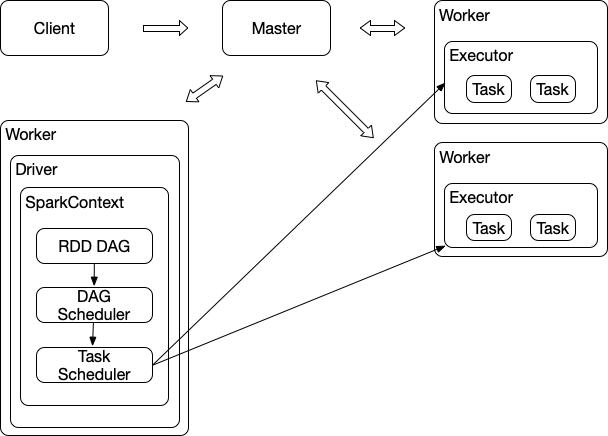 Client
Master
Worker
Executor
Task
Task
Worker
Driver
SparkContext
RDD DAG
DAG
Scheduler
Task
Scheduler
Worker
Executor
Task
Task